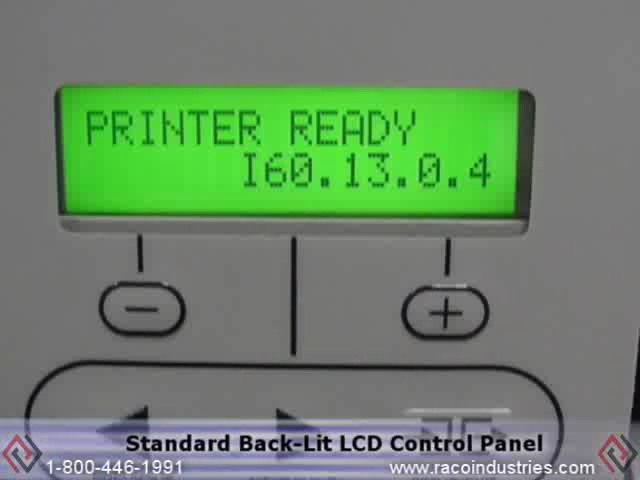 PRINTER READY
I60.13.0.4
Standard Back-Lit LCD Control Panel
1-800-446-1991
www.racoindustries.com